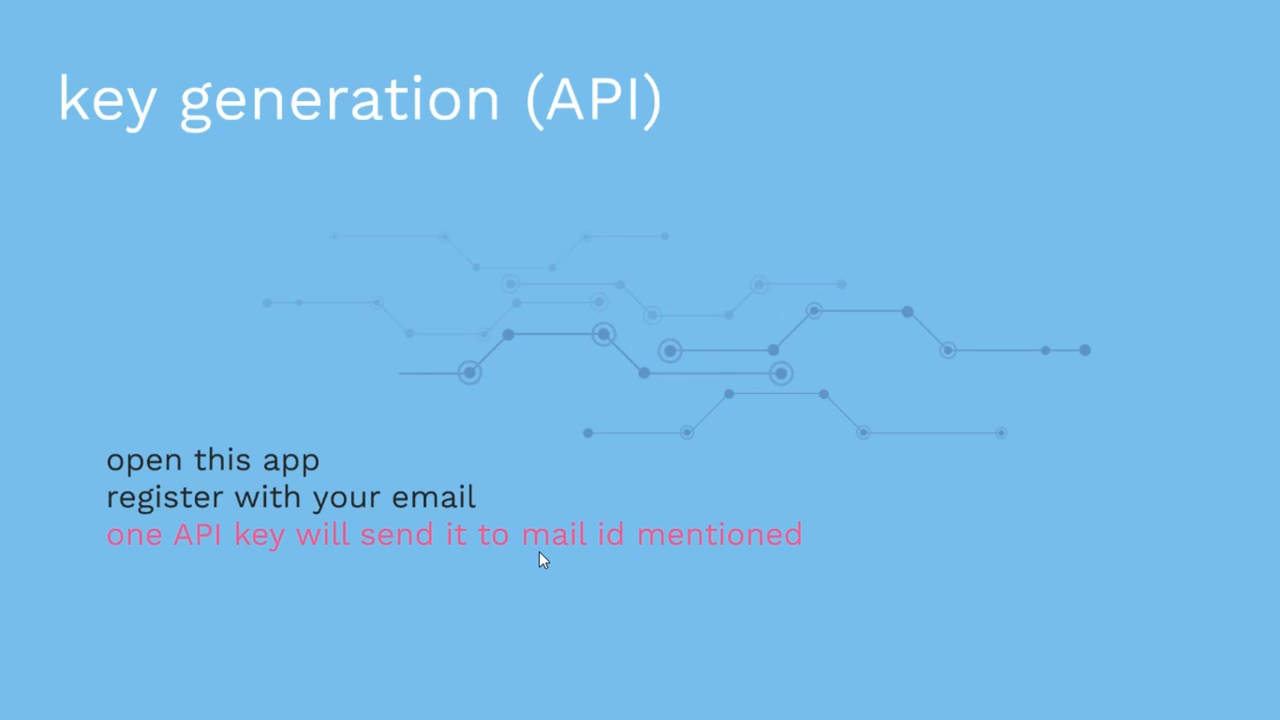 key generation (API)
open this app
register with your email
one API key will send it to mail id mentioned